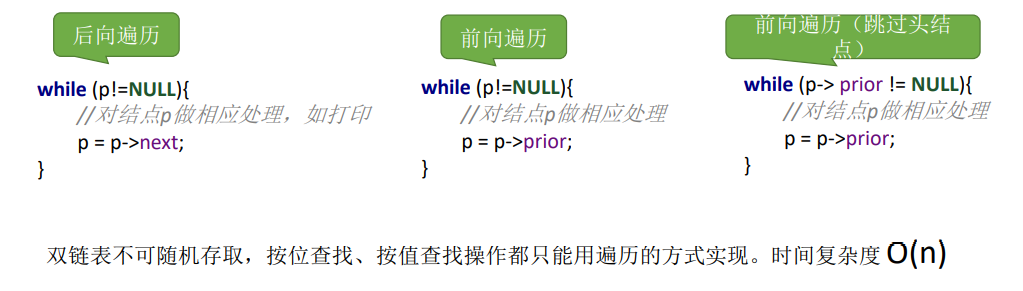 后向遍历
while (p!=NULL){
//对结点p做相应处理，如打印
p = p->next;
}
前向遍历
while (p!=NULL){
//对结点p做相应处理
p = p->prior;
}
前向遍历（跳过头结
点）
while (p-> prior != NULL){
//对结点p做相应处理
p = p->prior;
}
双链表不可随机存取，按位查找、按值查找操作都只能用遍历的方式实现。时间复杂度 O(n)